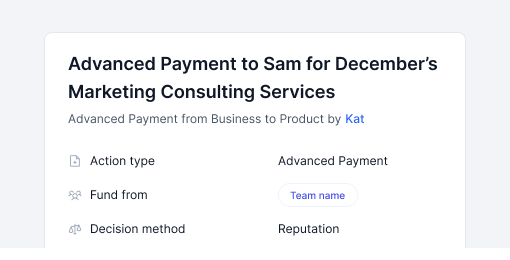 Advanced Payment to Sam for December’s
Marketing Consulting Services
Advanced Payment from Business to Product by Kat
Action type Advanced Payment
Fund from Team name
Decision method Reputation